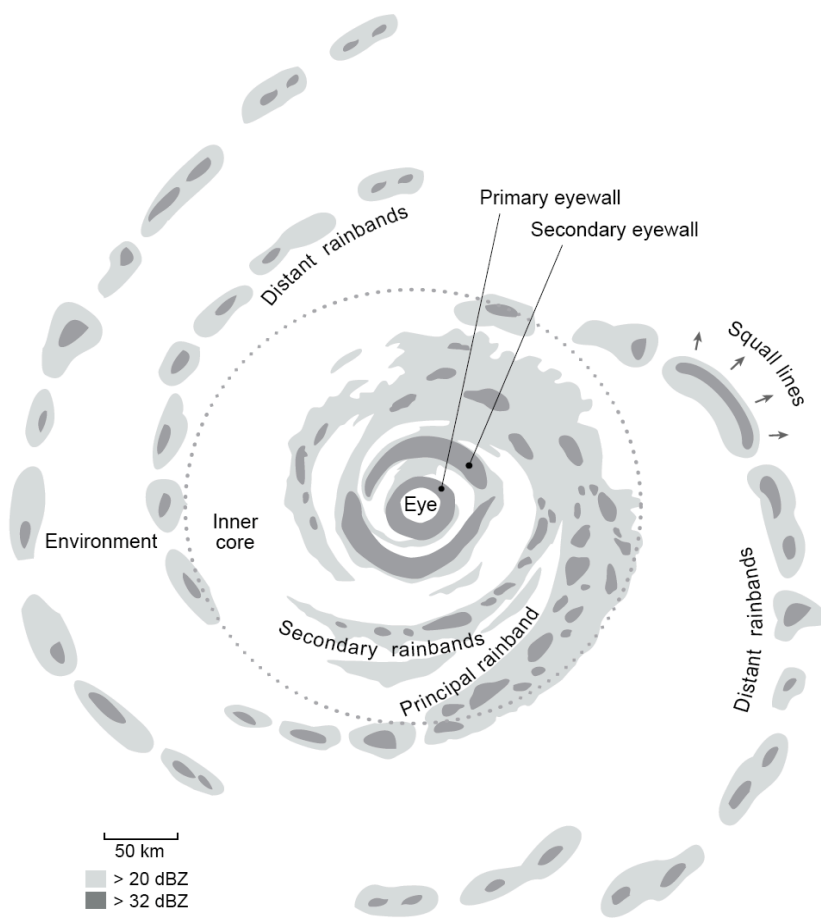 Primary eyewall
Secondary eyewall
Distant rainbands
Squall lines
Eye
Inner
core
Environment
Secondary rainbands
Principal rainband
Distant rainbands
50 km
> 20 dBZ
> 32 dBZ